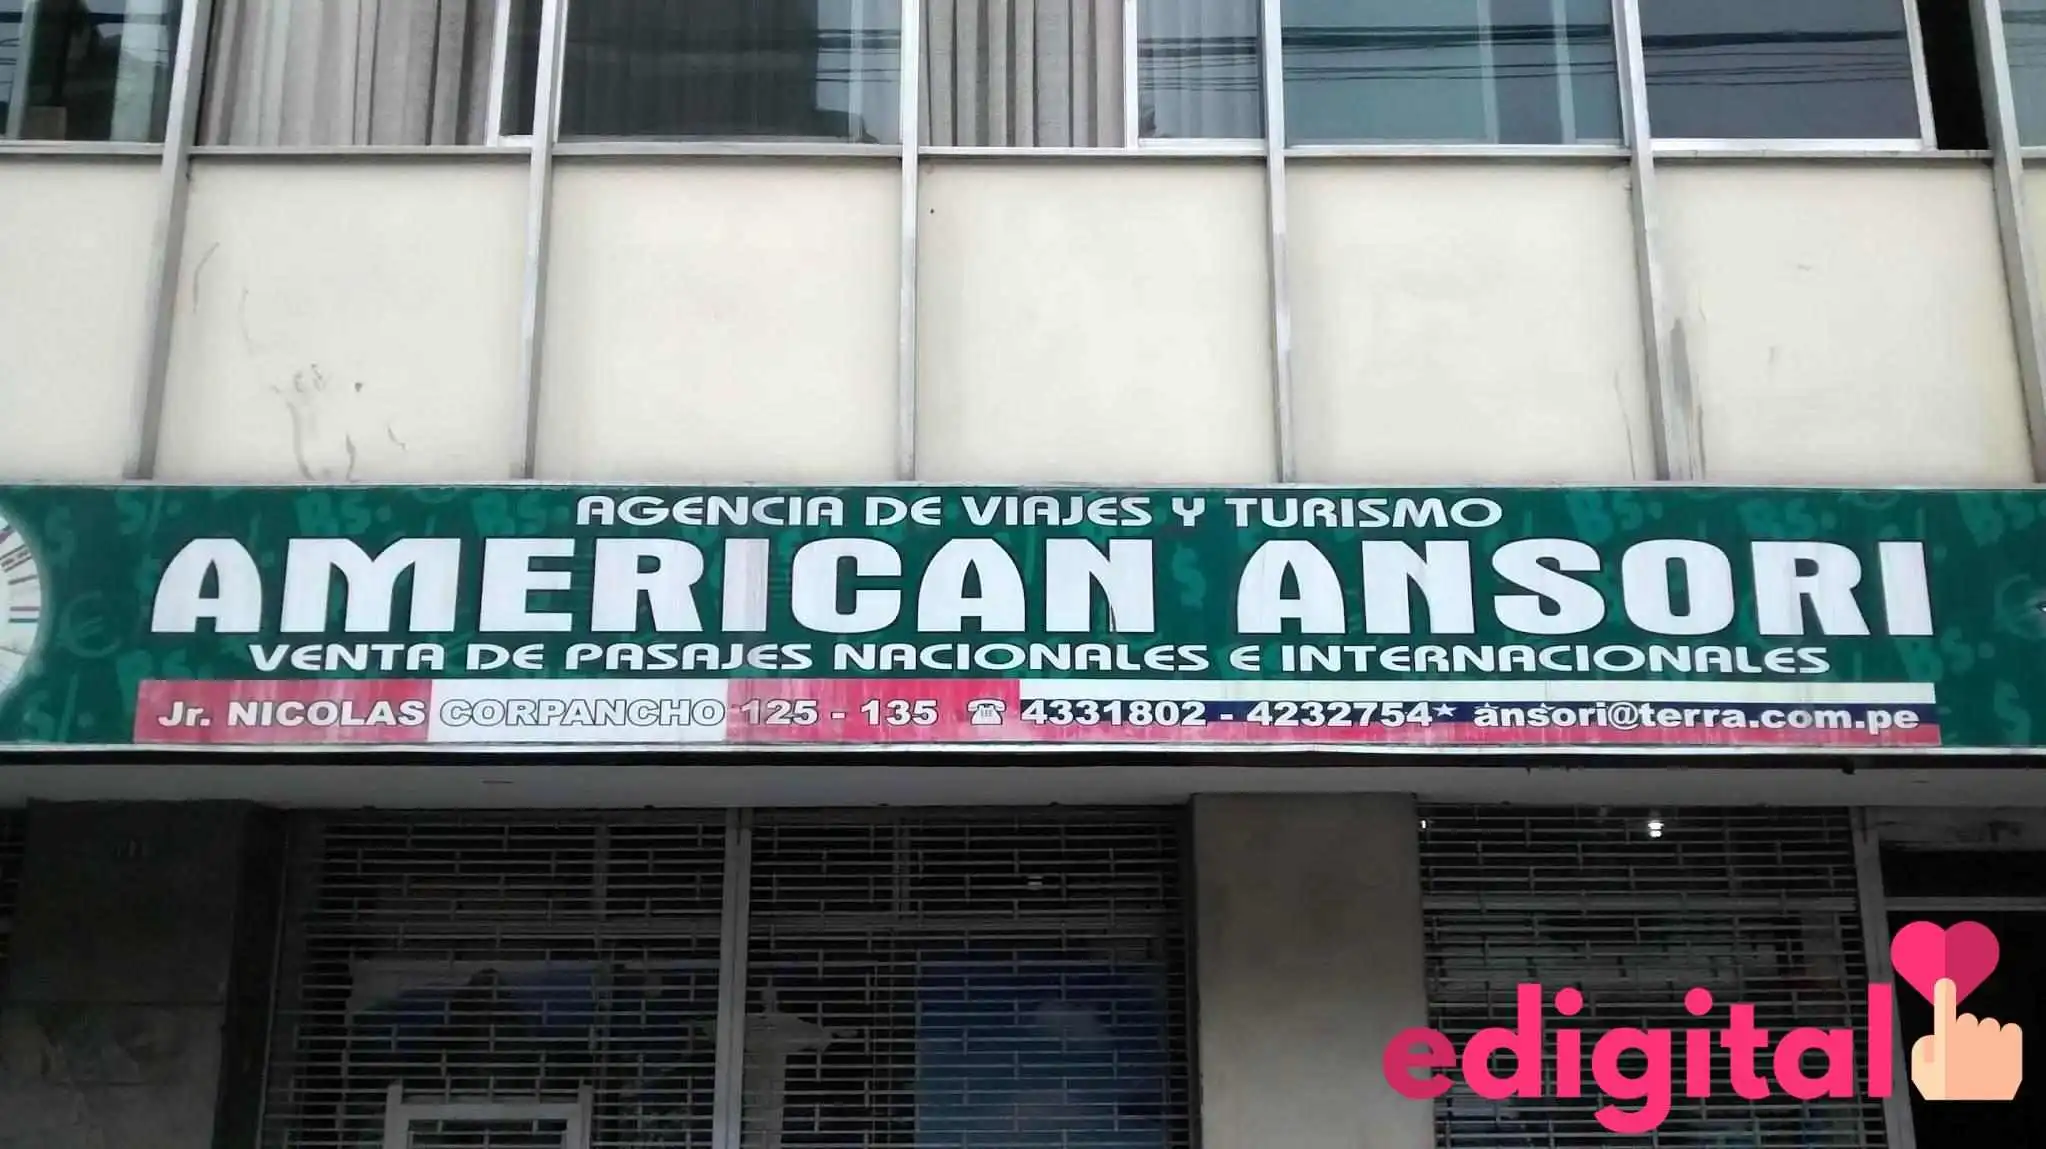 AGENCIA DE VIAJES Y TURISMO
AMERICAN ANSORI
VENTA DE PASAJES NACIONALES E INTERNACIONALES
Jr. NICOLAS CORPANCHO 125 - 135 ☎ 4331802 - 4232754* ansori@terra.com.pe
edigital